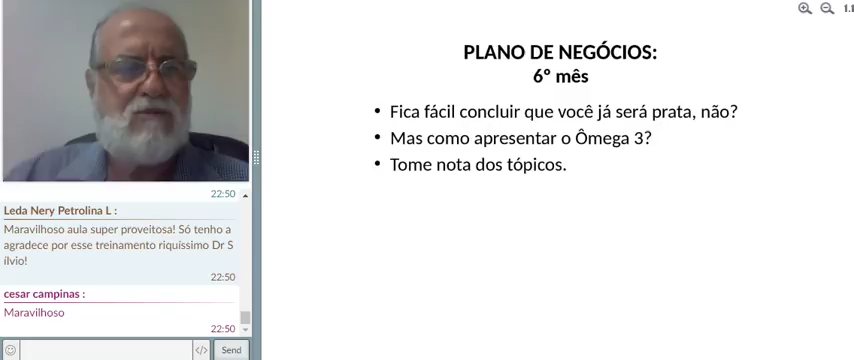 22:50
Leda Nery Petrolina L :
Maravilhoso aula super proveitosa! Só tenho a
agradece por esse treinamento riquíssimo Dr S
ílvio!
22:50
cesar campinas :
Maravilhoso
22:50
</>
Send
1.1
PLANO DE NEGÓCIOS:
6º mês
• Fica fácil concluir que você já será prata, não?
• Mas como apresentar o Ômega 3?
• Tome nota dos tópicos.